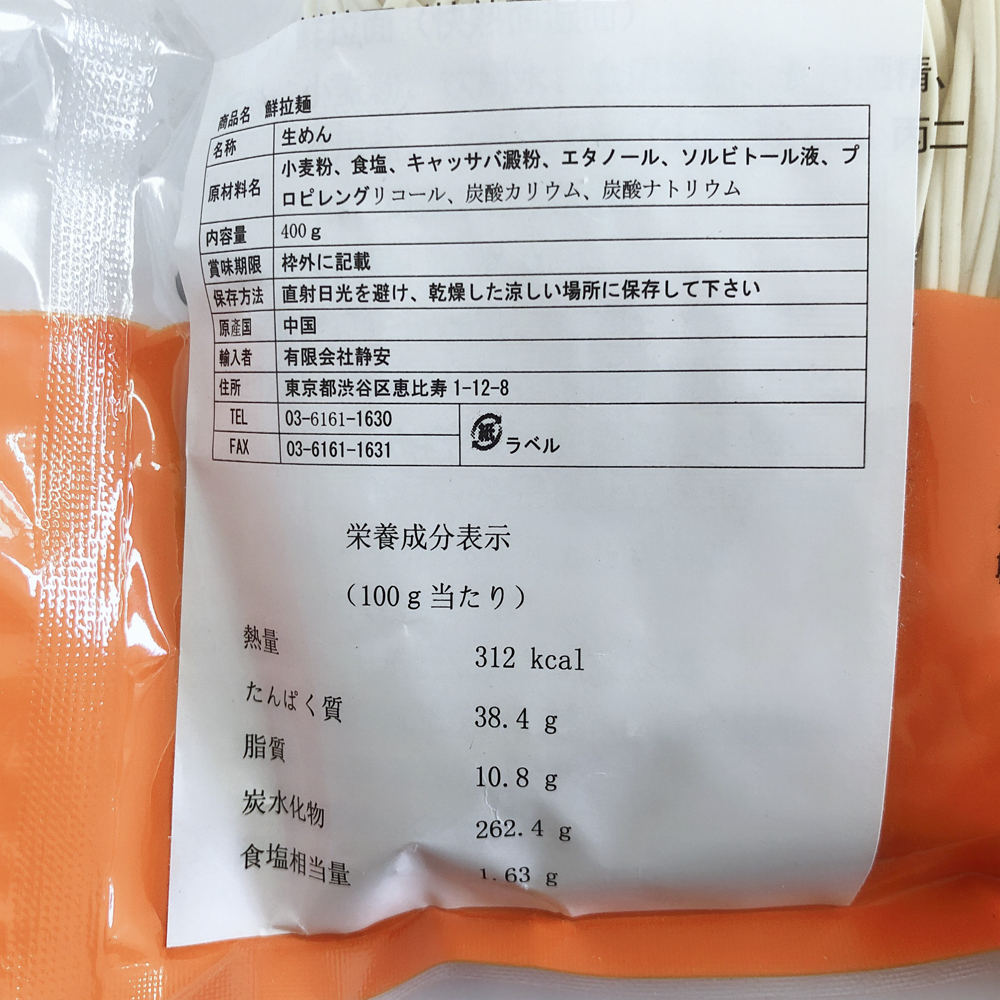 商品名 鮮拉麺
名称 生めん
原材料名 小麦粉、食塩、キャッサバ澱粉、エタノール、ソルビトール液、プ
ロピレングリコール、炭酸カリウム、炭酸ナトリウム
内容量 400ｇ
賞味期限 枠外に記載
保存方法 直射日光を避け、乾燥した涼しい場所に保存して下さい
原產国 中国
輸入者 有限会社静安
住所 東京都渋谷区恵比寿 1-12-8
TEL 03-6161-1630
紙 ラベル
FAX 03-6161-1631
栄養成分表示
（100ｇ当たり）
熱量 312 kcal
たんぱく質 38.4 g
脂質 10.8 g
炭水化物 262.4 g
食塩相当量 1.63 g